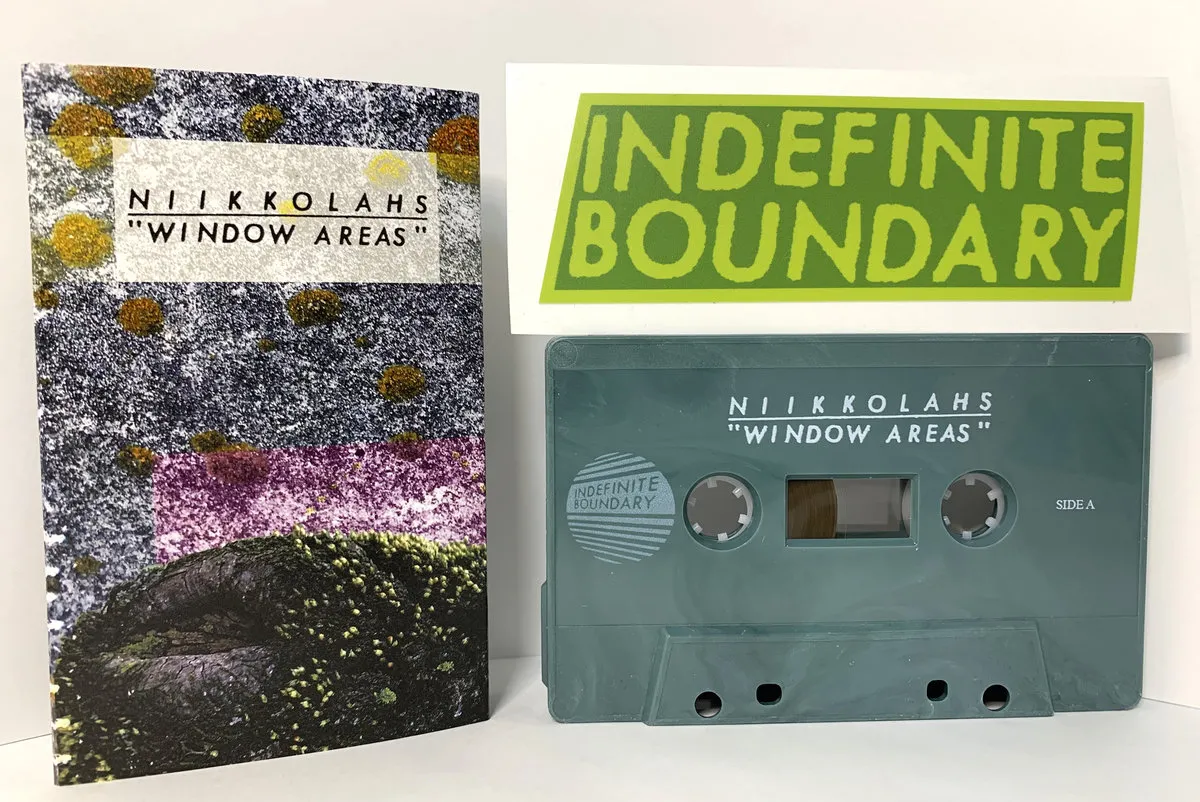 NIIKKOLAHS
"WINDOW AREAS"
INDEFINITE
BOUNDARY
NIIKKOLAHS
"WINDOW AREAS"
INDEFINITE
BOUNDARY
SIDE A